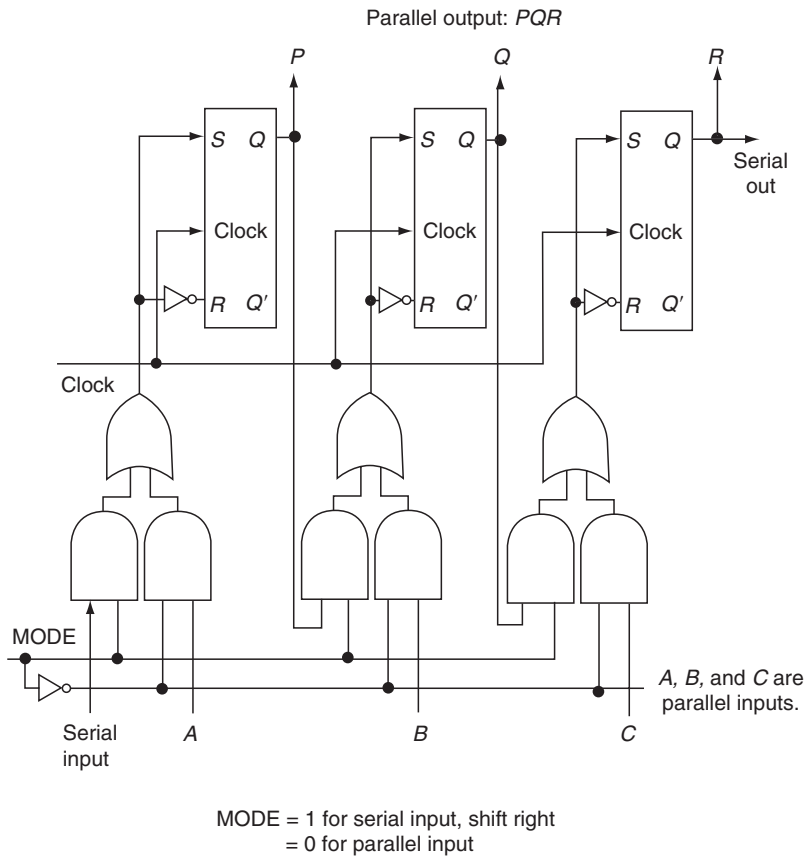 Parallel output: PQR
P
Q
R
S Q
S Q
S Q
Serial
out
Clock
Clock
Clock
R Q'
R Q'
R Q'
Clock
MODE
A, B, and C are
parallel inputs.
Serial
input
A
B
C
MODE = 1 for serial input, shift right
= 0 for parallel input